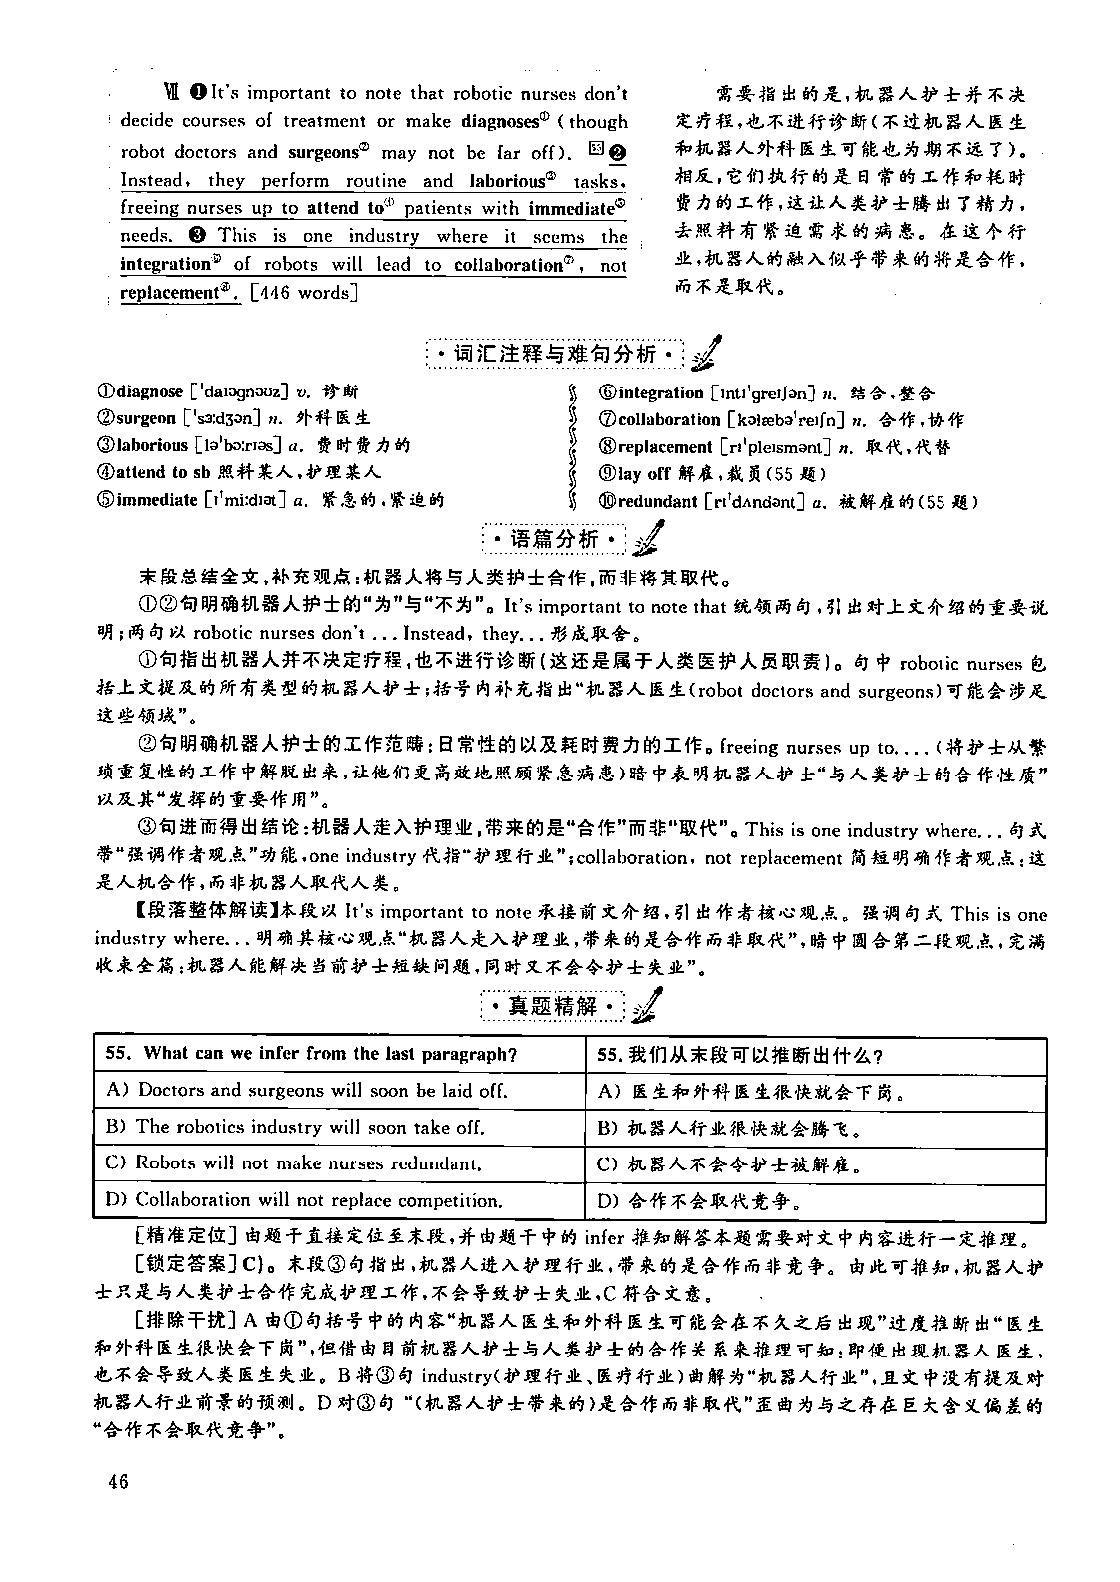 Ⅶ ❶It's important to note that robotic nurses don't
decide courses of treatment or make diagnoses① (though
robot doctors and surgeons② may not be far off). 55 ❷
Instead, they perform routine and laborious③ tasks,
freeing nurses up to attend to④ patients with immediate⑤
needs. ❸ This is one industry where it seems the
integration⑥ of robots will lead to collaboration⑦, not
replacement⑧. [446 words]
需要指出的是,机器人护士并不决
定疗程,也不进行诊断(不过机器人医生
和机器人外科医生可能也为期不远了)。
相反,它们执行的是日常的工作和耗时
费力的工作,这让人类护士腾出了精力,
去照料有紧迫需求的病患。在这个行
业,机器人的融入似乎带来的将是合作,
而不是取代。
·词汇注释与难句分析·
①diagnose [ˈdaɪəgnəuz] v. 诊断
②surgeon [ˈsɜːdʒən] n. 外科医生
③laborious [ləˈbɔːrɪəs] a. 费时费力的
④attend to sb 照料某人,护理某人
⑤immediate [ɪˈmiːdɪət] a. 紧急的,紧迫的
⑥integration [ɪntɪˈgreɪʃən] n. 结合,整合
⑦collaboration [kəlæbəˈreɪʃn] n. 合作,协作
⑧replacement [rɪˈpleɪsmənt] n. 取代,代替
⑨lay off 解雇,裁员(55 题)
⑩redundant [rɪˈdʌndənt] a. 被解雇的(55 题)
·语篇分析·
末段总结全文,补充观点:机器人将与人类护士合作,而非将其取代。
①②句明确机器人护士的“为”与“不为”。It's important to note that 统领两句,引出对上文介绍的重要说
明;两句以 robotic nurses don't ... Instead, they... 形成取舍。
①句指出机器人并不决定疗程,也不进行诊断(这还是属于人类医护人员职责)。句中 robotic nurses 包
括上文提及的所有类型的机器人护士;括号内补充指出“机器人医生(robot doctors and surgeons)可能会涉足
这些领域”。
②句明确机器人护士的工作范畴:日常性的以及耗时费力的工作。freeing nurses up to....(将护士从繁
琐重复性的工作中解脱出来,让他们更高效地照顾紧急病患)暗中表明机器人护士“与人类护士的合作性质”
以及其“发挥的重要作用”。
③句进而得出结论:机器人走入护理业,带来的是“合作”而非“取代”。This is one industry where... 句式
带“强调作者观点”功能,one industry 代指“护理行业”;collaboration, not replacement 简短明确作者观点:这
是人机合作,而非机器人取代人类。
【段落整体解读】本段以 It's important to note 承接前文介绍,引出作者核心观点。强调句式 This is one
industry where... 明确其核心观点“机器人走入护理业,带来的是合作而非取代”,暗中圆合第二段观点,完满
收束全篇:机器人能解决当前护士短缺问题,同时又不会令护士失业”。
·真题精解·
55. What can we infer from the last paragraph?
55. 我们从末段可以推断出什么?
A) Doctors and surgeons will soon be laid off.
A) 医生和外科医生很快就会下岗。
B) The robotics industry will soon take off.
B) 机器人行业很快就会腾飞。
C) Robots will not make nurses redundant.
C) 机器人不会令护士被解雇。
D) Collaboration will not replace competition.
D) 合作不会取代竞争。
[精准定位] 由题干直接定位至末段,并由题干中的 infer 推知解答本题需要对文中内容进行一定推理。
[锁定答案] C)。末段③句指出,机器人进入护理行业,带来的是合作而非竞争。由此可推知,机器人护
士只是与人类护士合作完成护理工作,不会导致护士失业,C 符合文意。
[排除干扰] A 由①句括号中的内容“机器人医生和外科医生可能会在不久之后出现”过度推断出“医生
和外科医生很快会下岗”,但借由目前机器人护士与人类护士的合作关系来推理可知:即便出现机器人医生,
也不会导致人类医生失业。B 将③句 industry(护理行业、医疗行业)曲解为“机器人行业”,且文中没有提及对
机器人行业前景的预测。D 对③句 “(机器人护士带来的)是合作而非取代”歪曲为与之存在巨大含义偏差的
“合作不会取代竞争”。
46